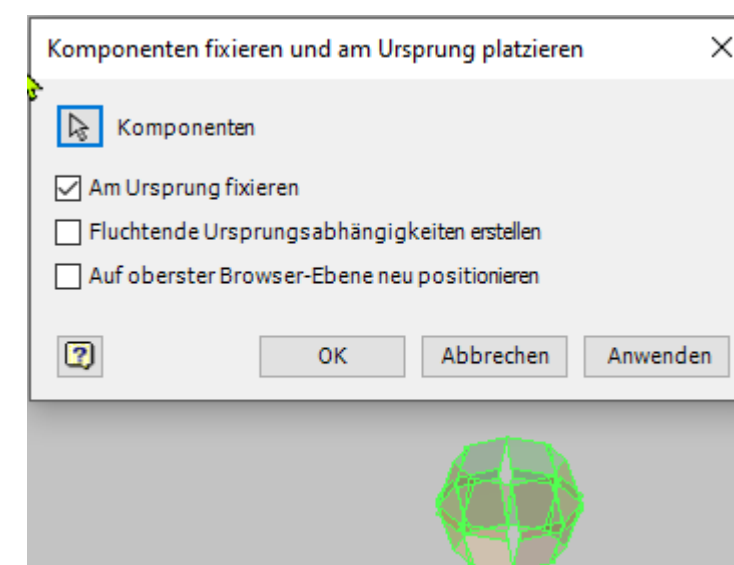 Komponenten fixieren und am Ursprung platzieren
Komponenten
Am Ursprung fixieren
Fluchtende Ursprungsabhängigkeiten erstellen
Auf oberster Browser-Ebene neu positionieren
OK Abbrechen Anwenden